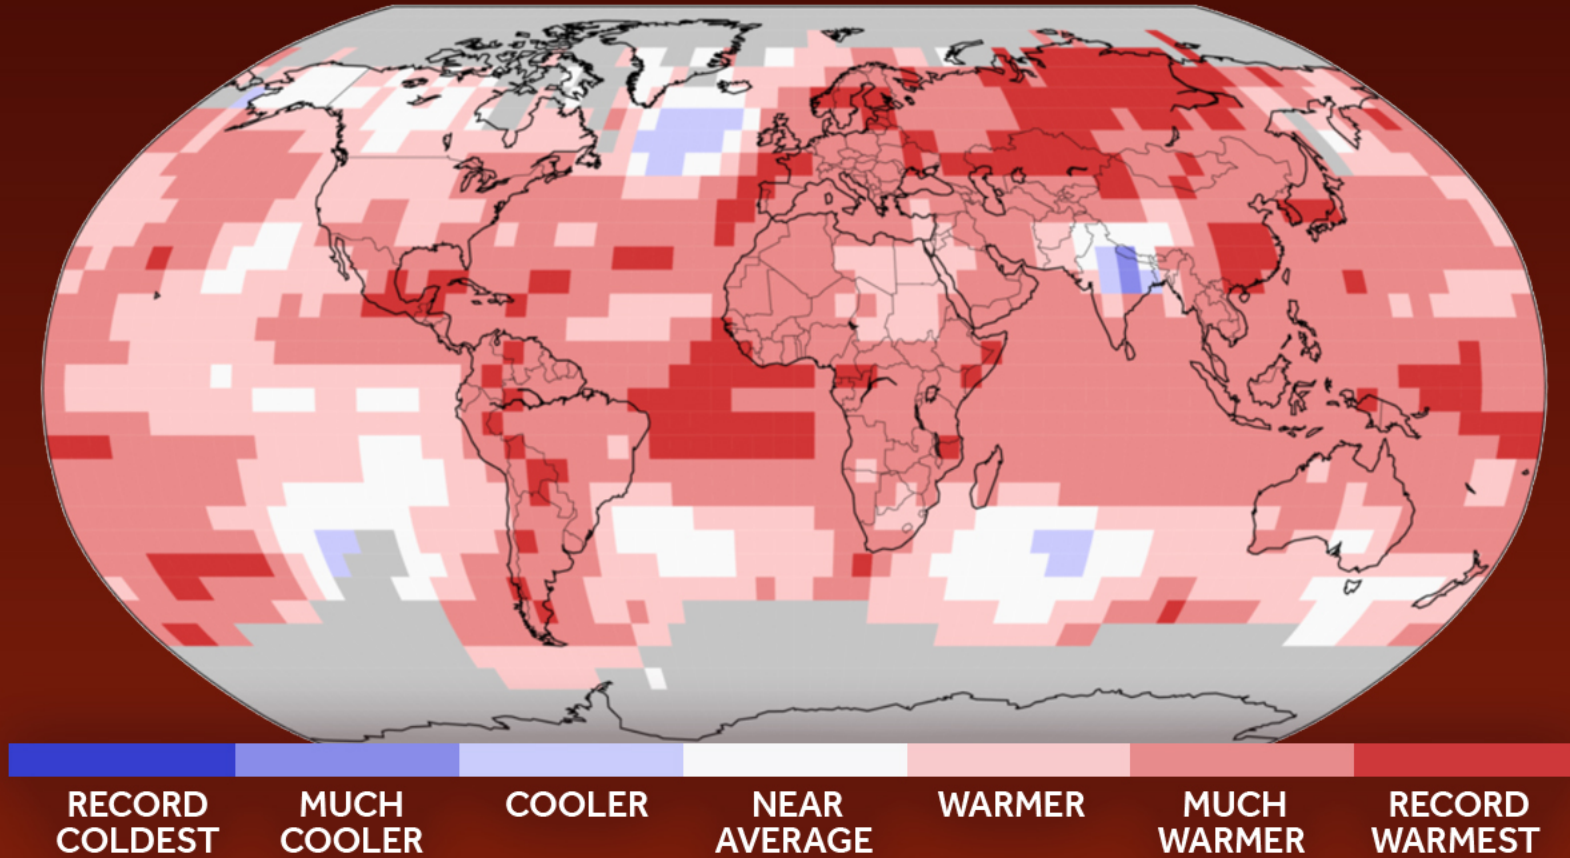 RECORD COLDEST
MUCH COOLER
COOLER
NEAR AVERAGE
WARMER
MUCH WARMER
RECORD WARMEST